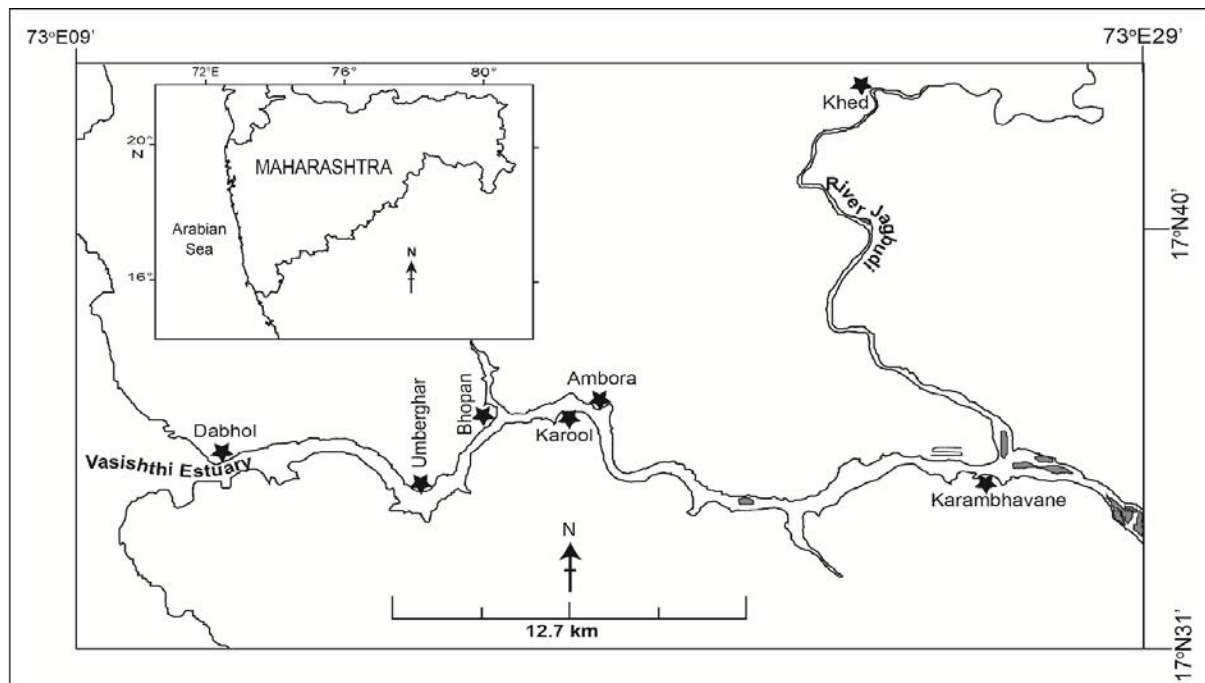 73°E09'
73°E29'
72°E
76°
80°
20°
N
MAHARASHTRA
Arabian
Sea
N
16°
Khed
River Jagbudi
17°N40'
Ambora
Bhopan
Karool
Umberghar
Dabhol
Vasishthi Estuary
Karambhavane
N
12.7 km
17°N31'